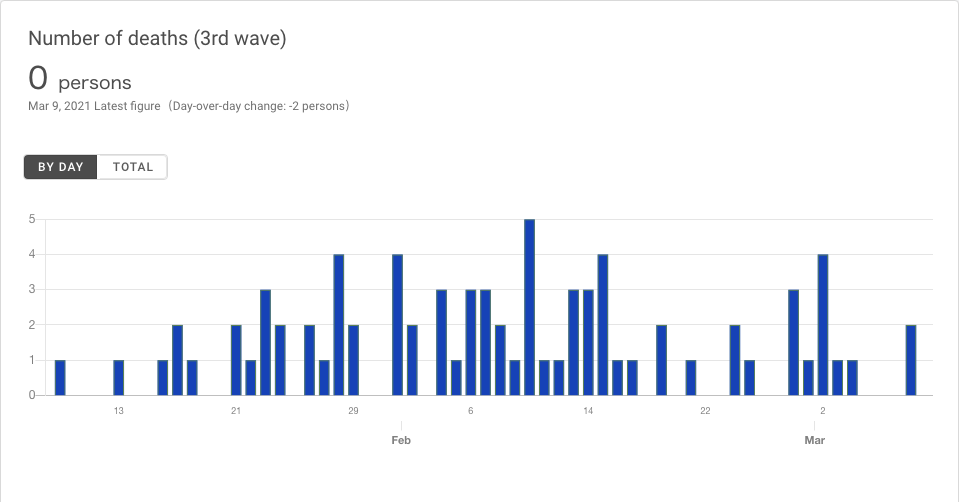 Number of deaths (3rd wave)
0 persons
Mar 9, 2021 Latest figure（Day-over-day change: -2 persons）
BY DAY TOTAL
5
4
3
2
1
0
13 21 29 6 14 22 2
Feb Mar